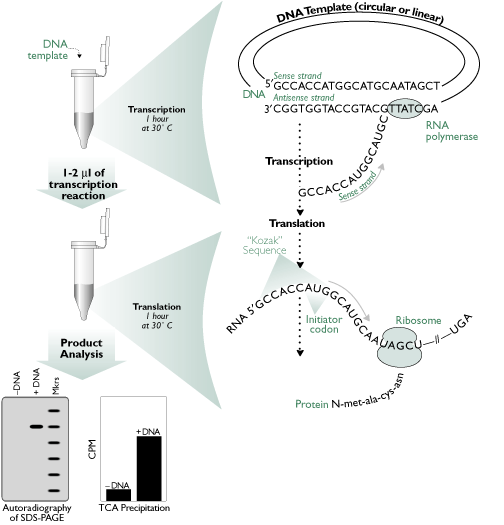 DNA Template (circular or linear)
DNA
template
Sense strand
5'GCCACCATGGCATGCAATAGCT
DNA
Antisense strand
3'CGGTGGTACCGTACGTTATCGA
RNA
polymerase
Transcription
1 hour
at 30° C
Transcription
GCCACCAUGGCAUGC
Sense strand
1-2 µl of
transcription
reaction
Translation
"Kozak"
Sequence
RNA 5'GCCACCAUGGCAUGCAAUAGCU—//—UGA
Initiator
codon
Ribosome
Translation
1 hour
at 30° C
Product
Analysis
Protein N-met-ala-cys-asn
–DNA
+ DNA
Mkrs
CPM
–DNA
+DNA
Autoradiography
of SDS-PAGE
TCA Precipitation